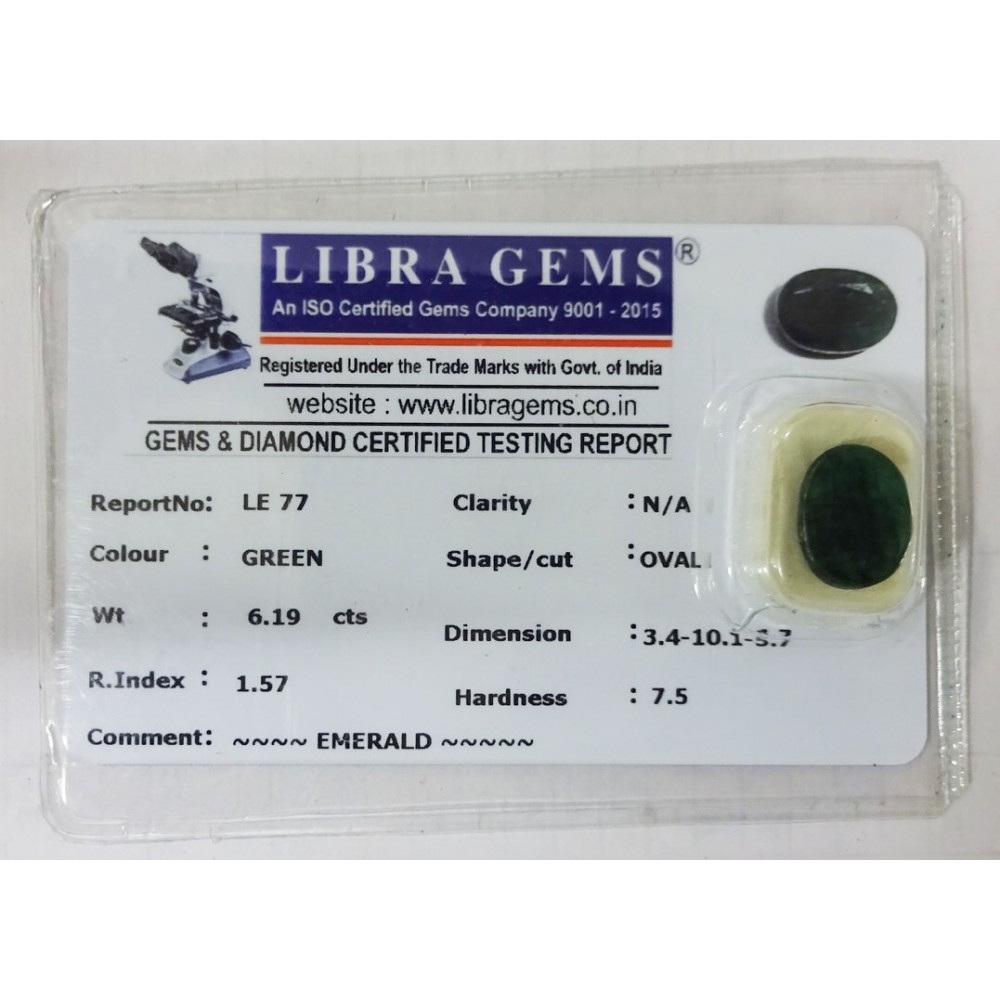 LIBRA GEMS®
An ISO Certified Gems Company 9001 - 2015
Registered Under the Trade Marks with Govt. of India
website : www.libragems.co.in
GEMS & DIAMOND CERTIFIED TESTING REPORT
ReportNo: LE 77 Clarity : N/A
Colour : GREEN Shape/cut : OVAL
Wt : 6.19 cts Dimension :
R.Index : 1.57 Hardness : 7.5
Comment: ~~~~ EMERALD ~~~~~